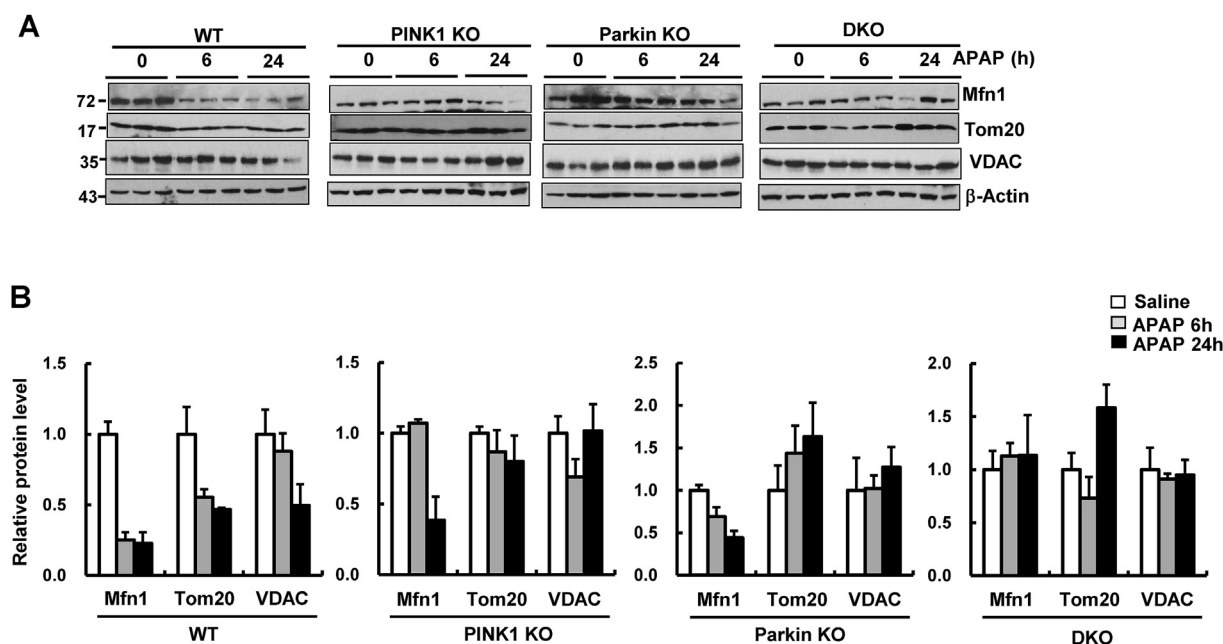 A
WT PINK1 KO Parkin KO DKO
0 6 24 0 6 24 0 6 24 0 6 24 APAP (h)
72 Mfn1
17 Tom20
35 VDAC
43 β-Actin
B
Saline
APAP 6h
APAP 24h
Relative protein level
1.5
1.0
0.5
0.0
Mfn1 Tom20 VDAC
WT
1.5
1.0
0.5
0.0
Mfn1 Tom20 VDAC
PINK1 KO
2.5
2.0
1.5
1.0
0.5
0.0
Mfn1 Tom20 VDAC
Parkin KO
2.0
1.5
1.0
0.5
0.0
Mfn1 Tom20 VDAC
DKO